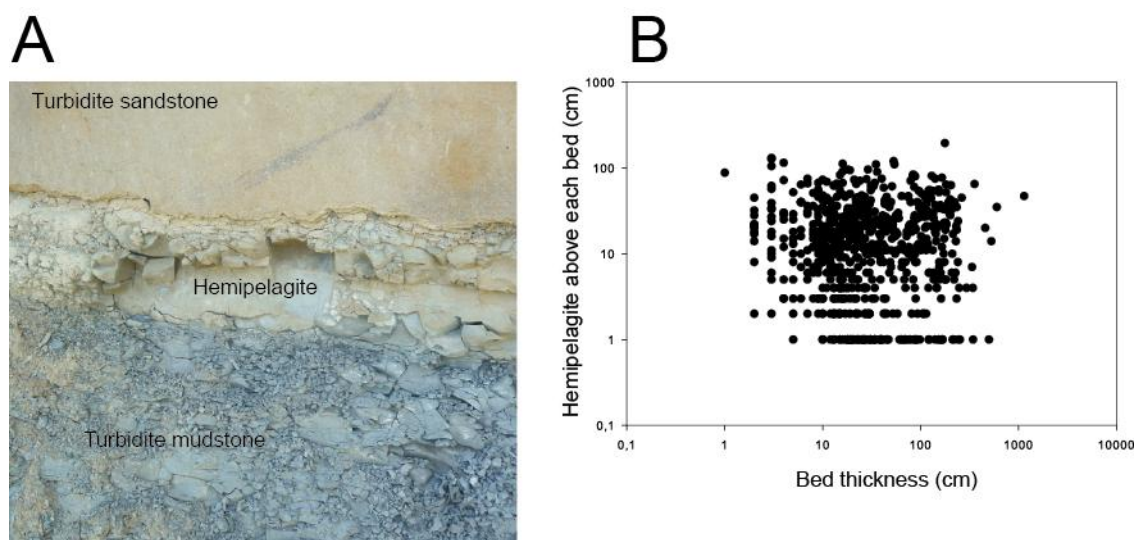 A
Turbidite sandstone
Hemipelagite
Turbidite mudstone
B
Hemipelagite above each bed (cm)
1000
100
10
1
0,1
0,1 1 10 100 1000 10000
Bed thickness (cm)